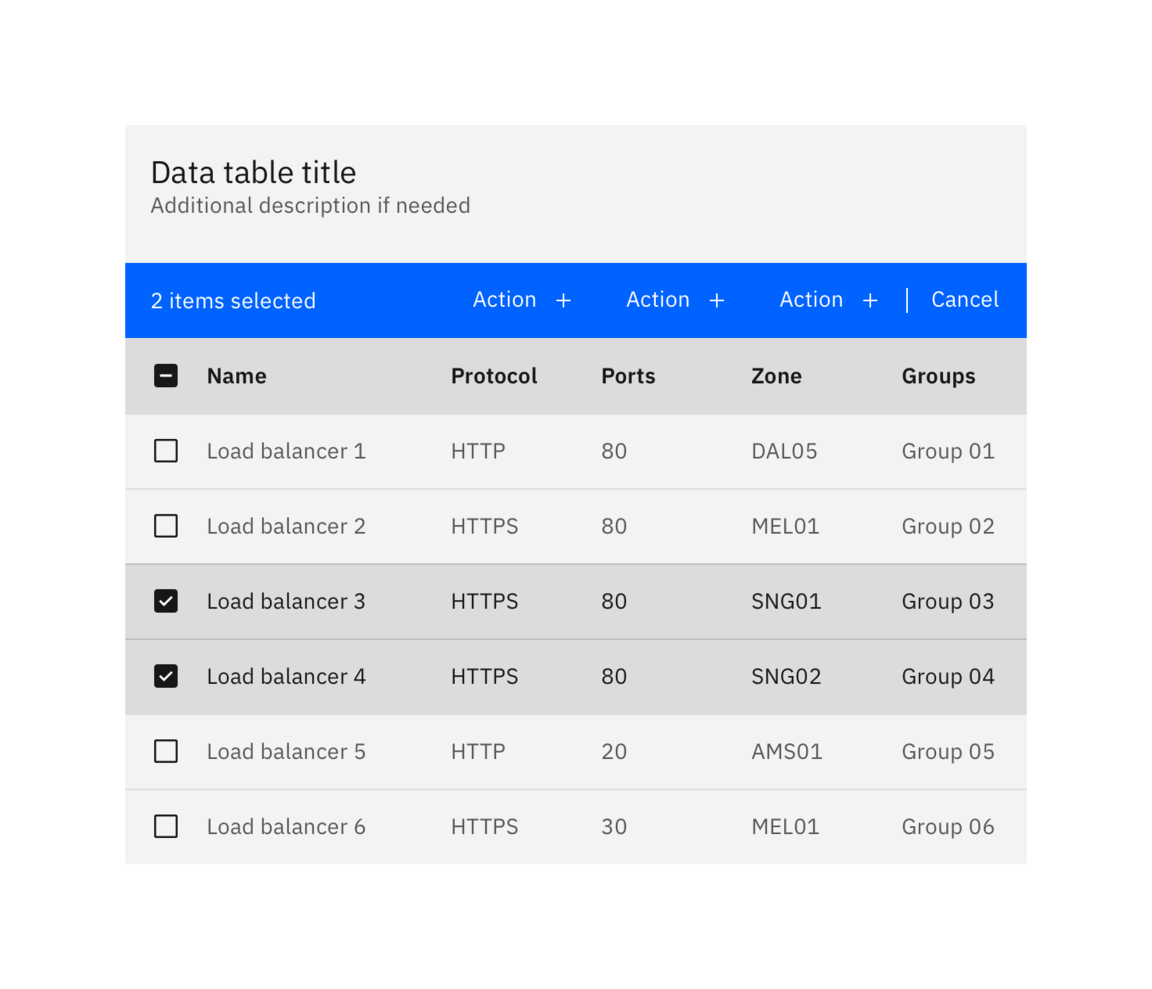 Data table title
Additional description if needed
2 items selected Action + Action + Action + | Cancel
Name Protocol Ports Zone Groups
Load balancer 1 HTTP 80 DAL05 Group 01
Load balancer 2 HTTPS 80 MEL01 Group 02
Load balancer 3 HTTPS 80 SNG01 Group 03
Load balancer 4 HTTPS 80 SNG02 Group 04
Load balancer 5 HTTP 20 AMS01 Group 05
Load balancer 6 HTTPS 30 MEL01 Group 06